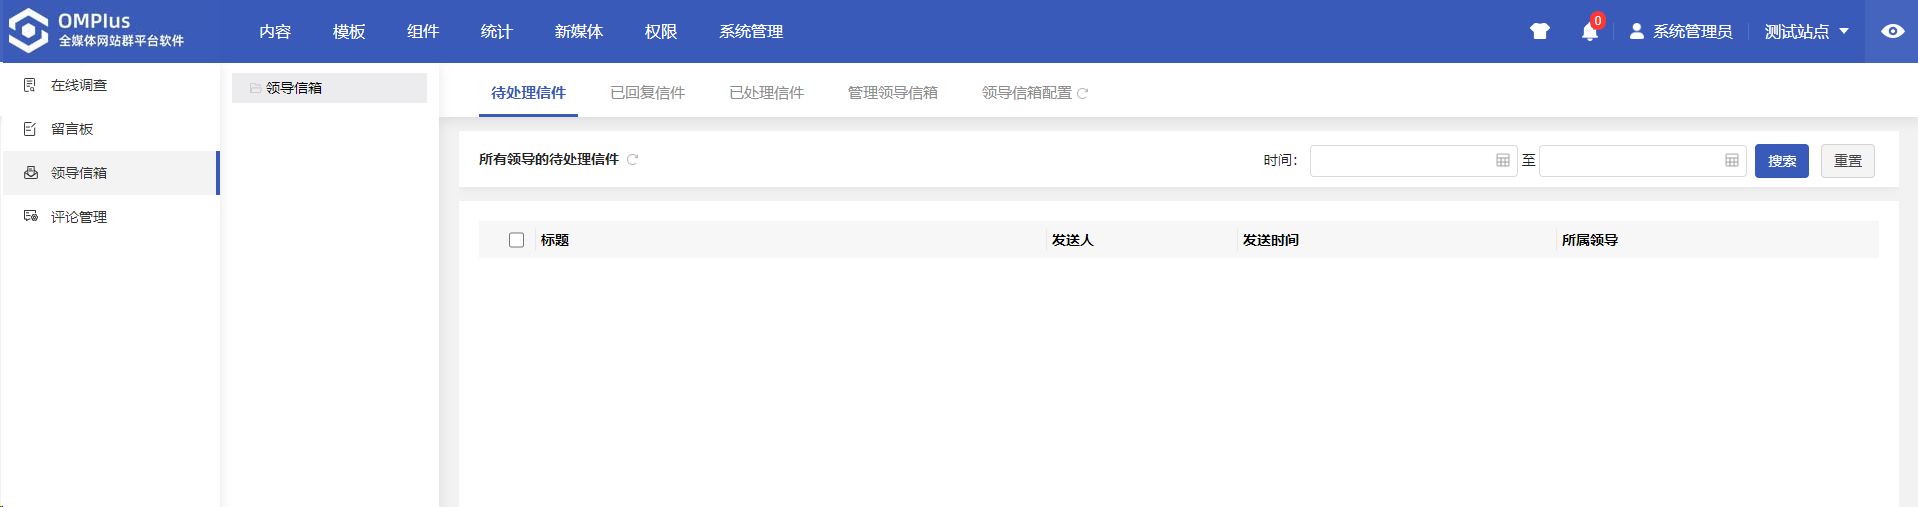 OMPlus
全媒体网站群平台软件
内容 模板 组件 统计 新媒体 权限 系统管理
0
系统管理员 测试站点
在线调查
留言板
领导信箱
评论管理
领导信箱
待处理信件 已回复信件 已处理信件 管理领导信箱 领导信箱配置
所有领导的待处理信件
时间： 至 搜索 重置
标题 发送人 发送时间 所属领导